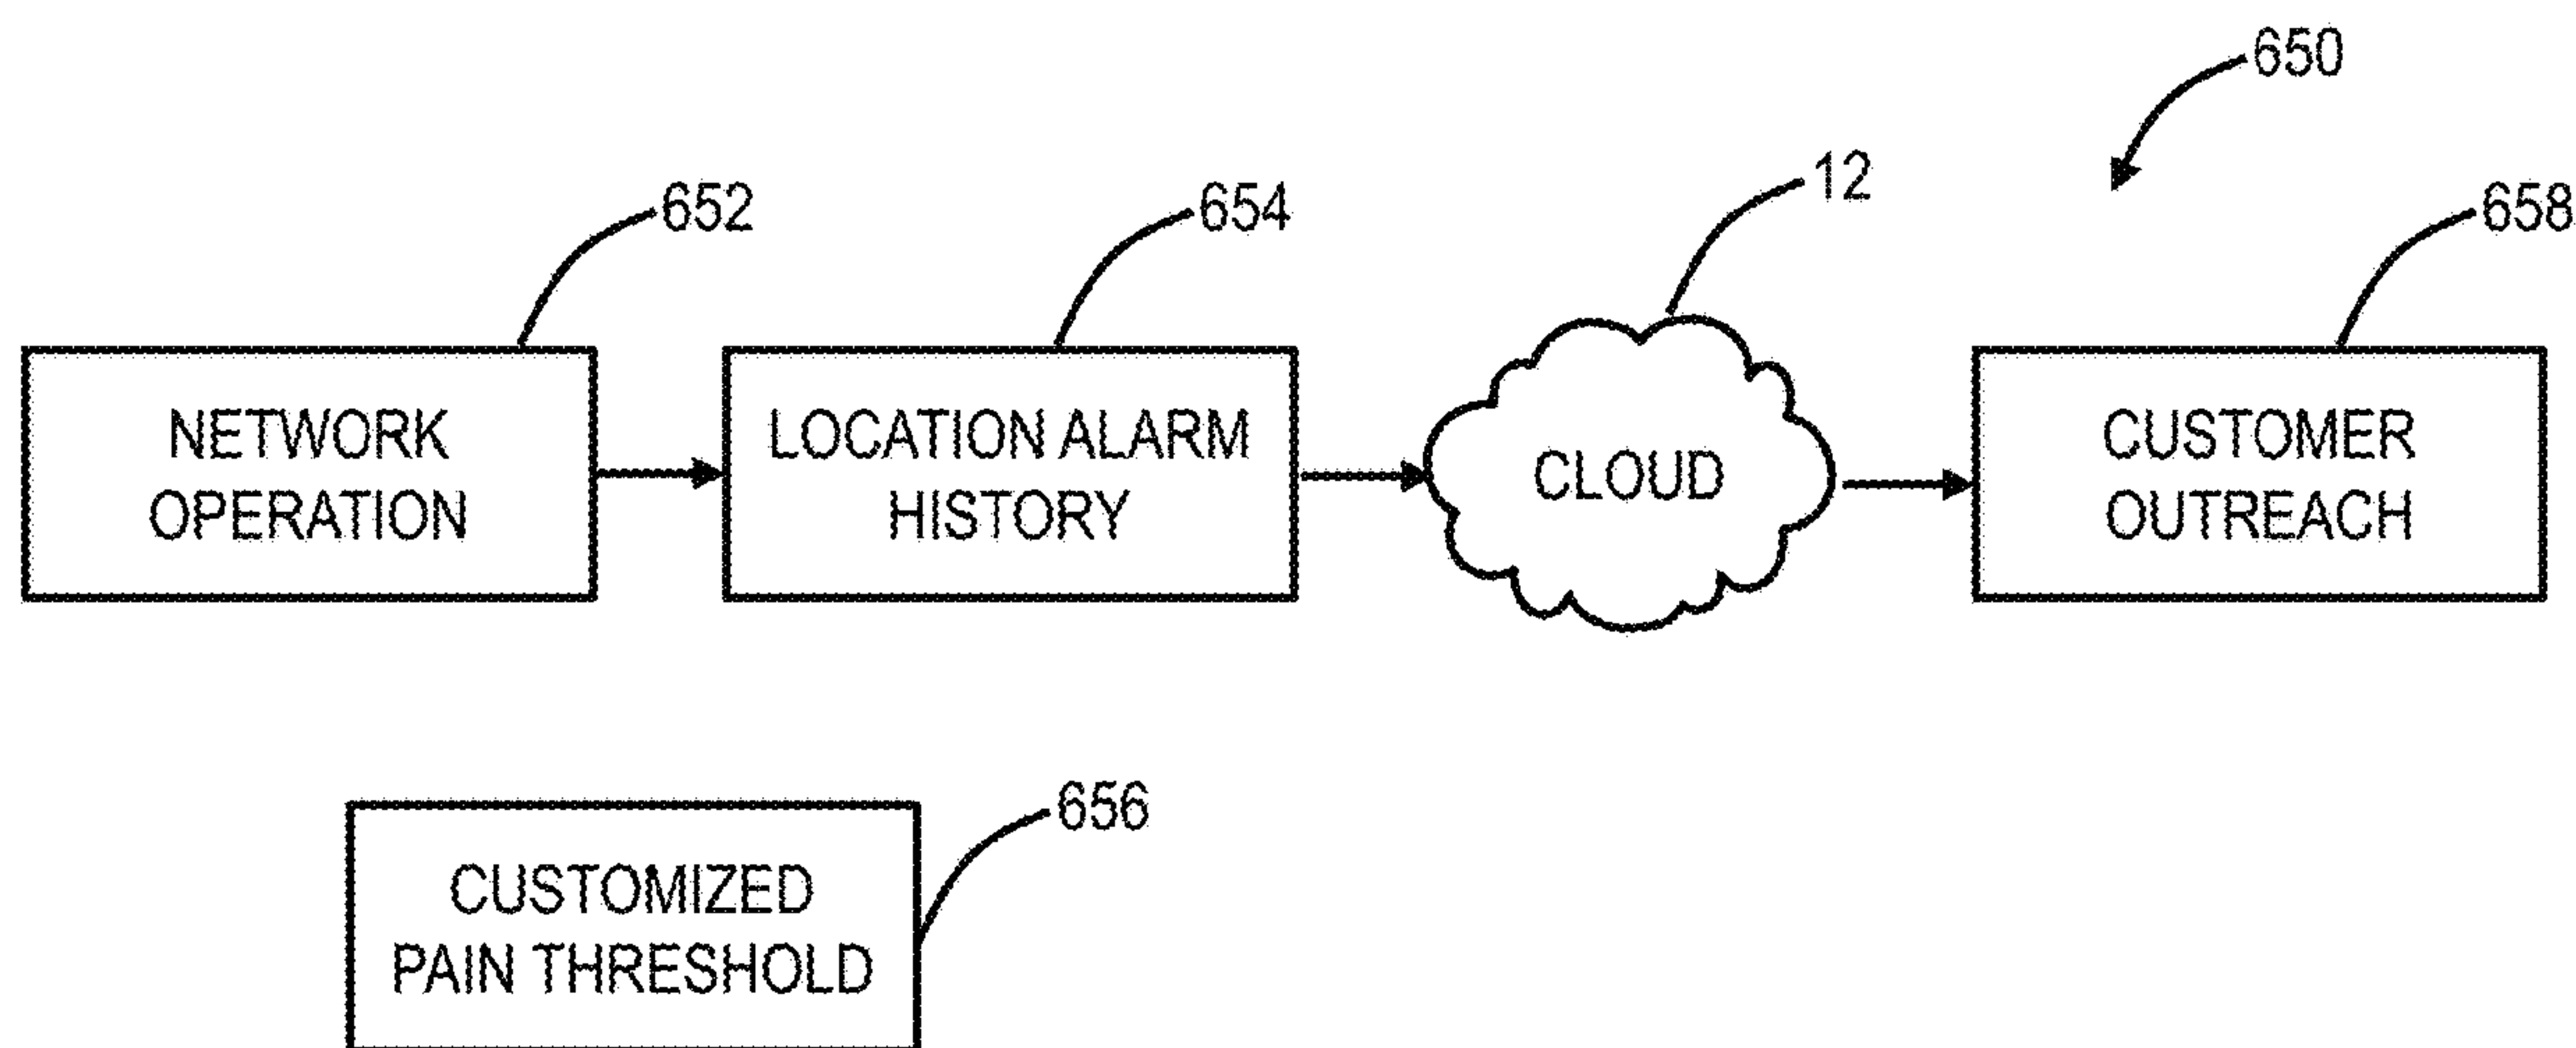 650
12
652
654
658
NETWORK
OPERATION
LOCATION ALARM
HISTORY
CLOUD
CUSTOMER
OUTREACH
656
CUSTOMIZED
PAIN THRESHOLD